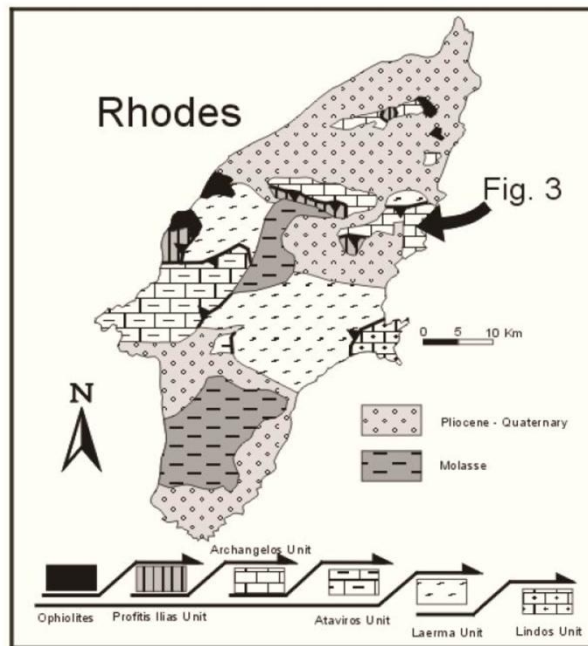 Rhodes
Fig. 3
0 5 10 Km
N
Pliocene - Quaternary
Molasse
Archangelos Unit
Ophiolites
Profitis Ilias Unit
Ataviros Unit
Laerma Unit
Lindos Unit